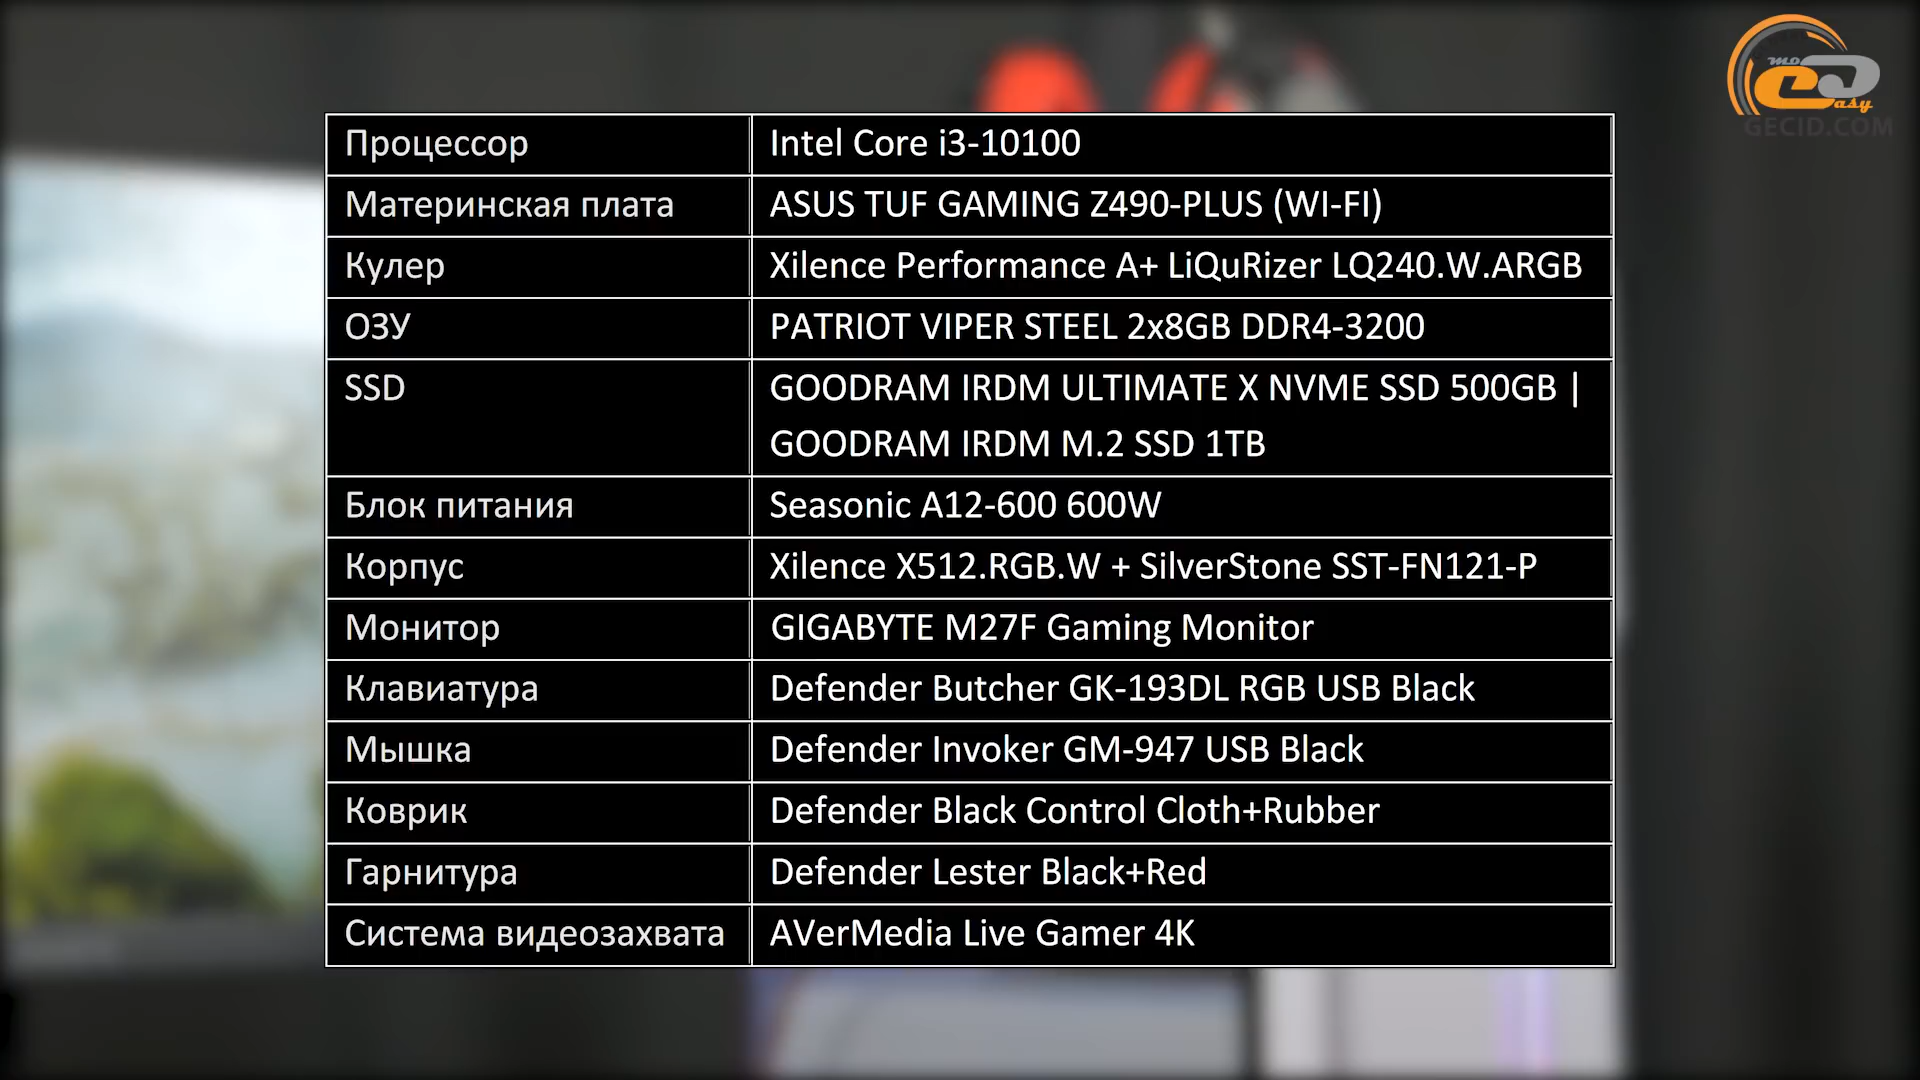 mo
easy
GECID.COM
Процессор Intel Core i3-10100
Материнская плата ASUS TUF GAMING Z490-PLUS (WI-FI)
Кулер Xilence Performance A+ LiQuRizer LQ240.W.ARGB
ОЗУ PATRIOT VIPER STEEL 2x8GB DDR4-3200
SSD GOODRAM IRDM ULTIMATE X NVME SSD 500GB |
GOODRAM IRDM M.2 SSD 1TB
Блок питания Seasonic A12-600 600W
Корпус Xilence X512.RGB.W + SilverStone SST-FN121-P
Монитор GIGABYTE M27F Gaming Monitor
Клавиатура Defender Butcher GK-193DL RGB USB Black
Мышка Defender Invoker GM-947 USB Black
Коврик Defender Black Control Cloth+Rubber
Гарнитура Defender Lester Black+Red
Система видеозахвата AVerMedia Live Gamer 4K